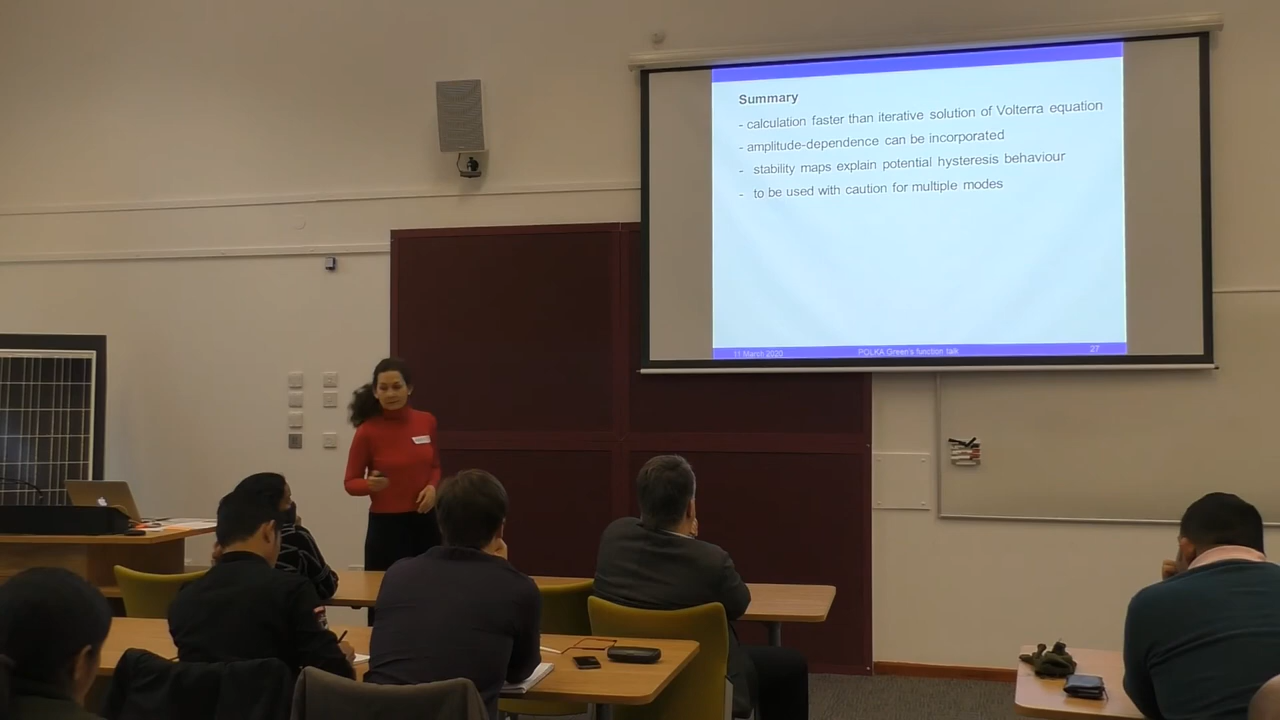 Summary
- calculation faster than iterative solution of Volterra equation
- amplitude-dependence can be incorporated
- stability maps explain potential hysteresis behaviour
- to be used with caution for multiple modes
11 March 2020 POLKA Green's function talk 27